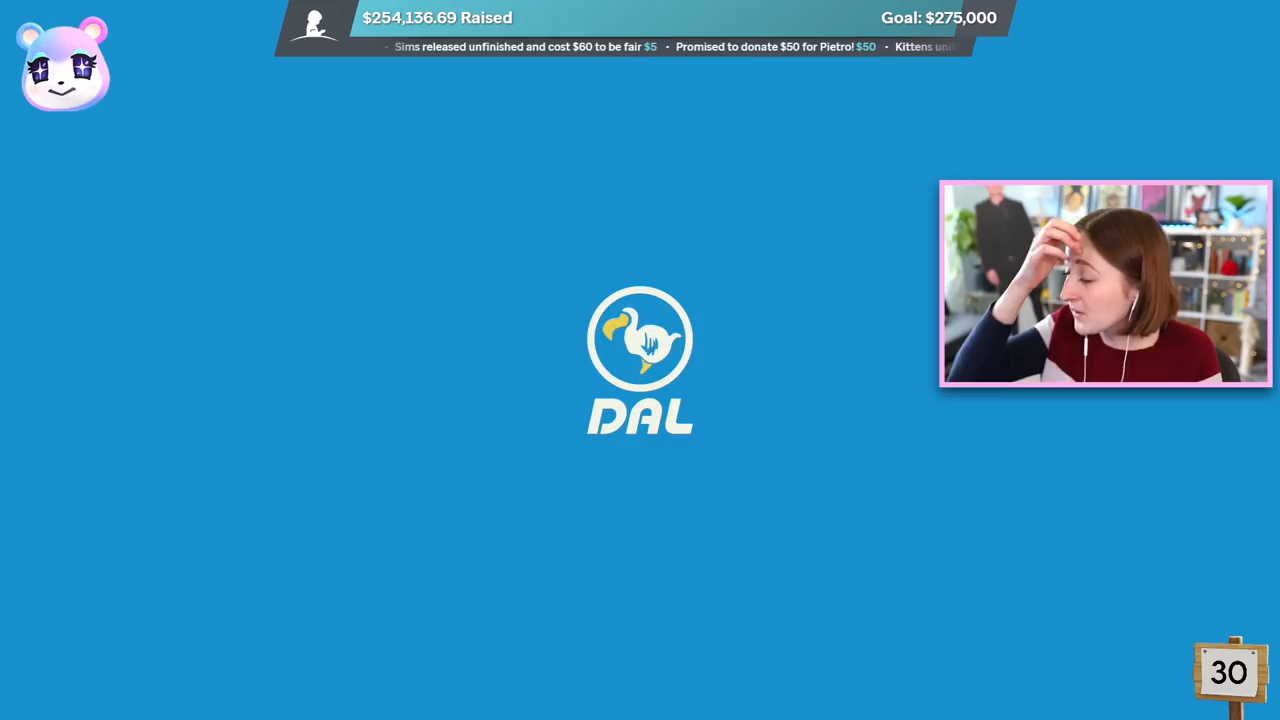 $254,136.69 Raised
Goal: $275,000
· Sims released unfinished and cost $60 to be fair $5 · Promised to donate $50 for Pietro! $50 · Kittens
DAL
30